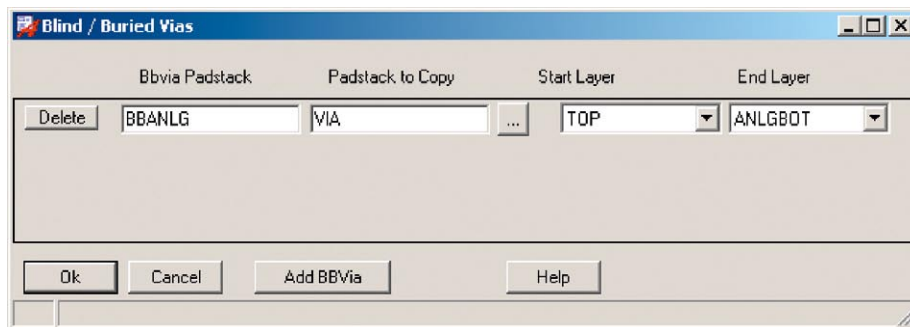 Blind / Buried Vias
Bbvia Padstack Padstack to Copy Start Layer End Layer
Delete BBANLG VIA ... TOP ANLGBOT
Ok Cancel Add BBVia Help